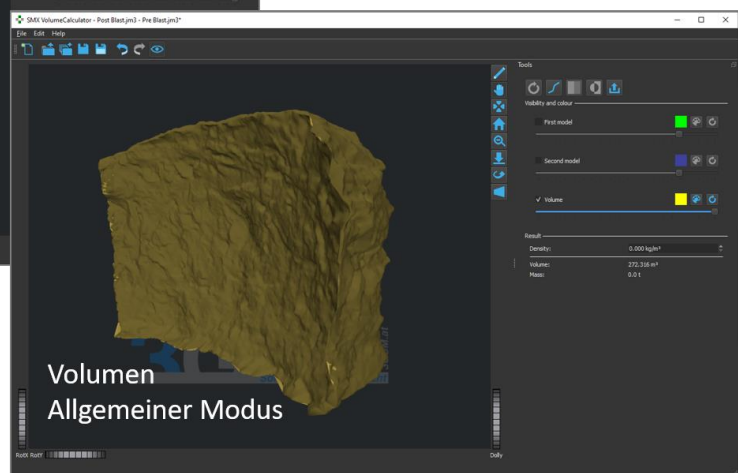 SMX VolumeCalculator - Post Blast.jm3 - Pre Blast.jm3*
File Edit Help
Tools
Visibility and colour
First model
Second model
Volume
Result
Density: 0.000 kg/m³
Volume: 272.316 m³
Mass: 0.0 t
Volumen
Allgemeiner Modus
RotX RotY
Dolly